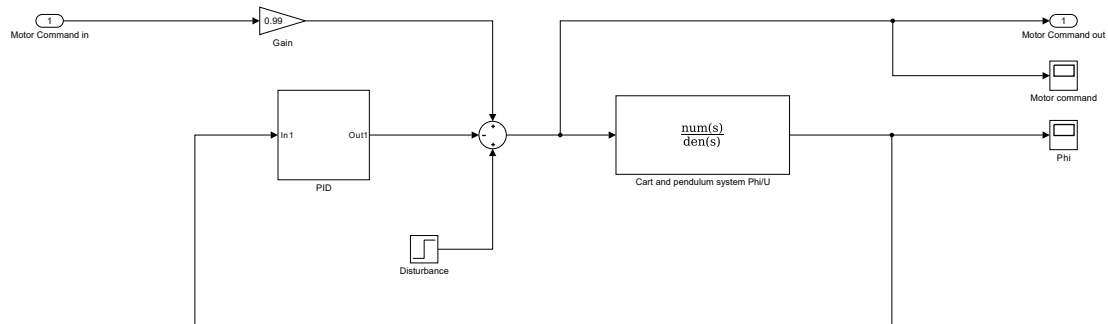 1
Motor Command in
0.99
Gain
1
Motor Command out
Motor command
In1
Out1
PID
+
-
+
num(s)
den(s)
Cart and pendulum system Phi/U
Phi
Disturbance